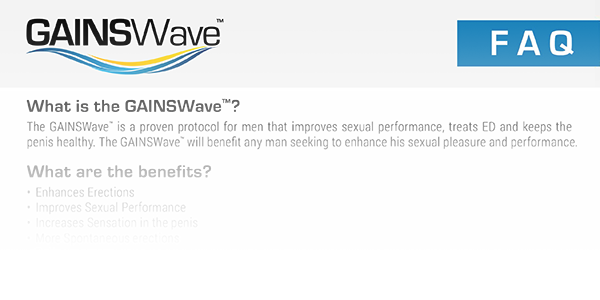 GAINSWave™
FAQ
What is the GAINSWave™?
The GAINSWave™ is a proven protocol for men that improves sexual performance, treats ED and keeps the
penis healthy. The GAINSWave™ will benefit any man seeking to enhance his sexual pleasure and performance.
What are the benefits?
• Enhances Erections
• Improves Sexual Performance
• Increases Sensation in the penis